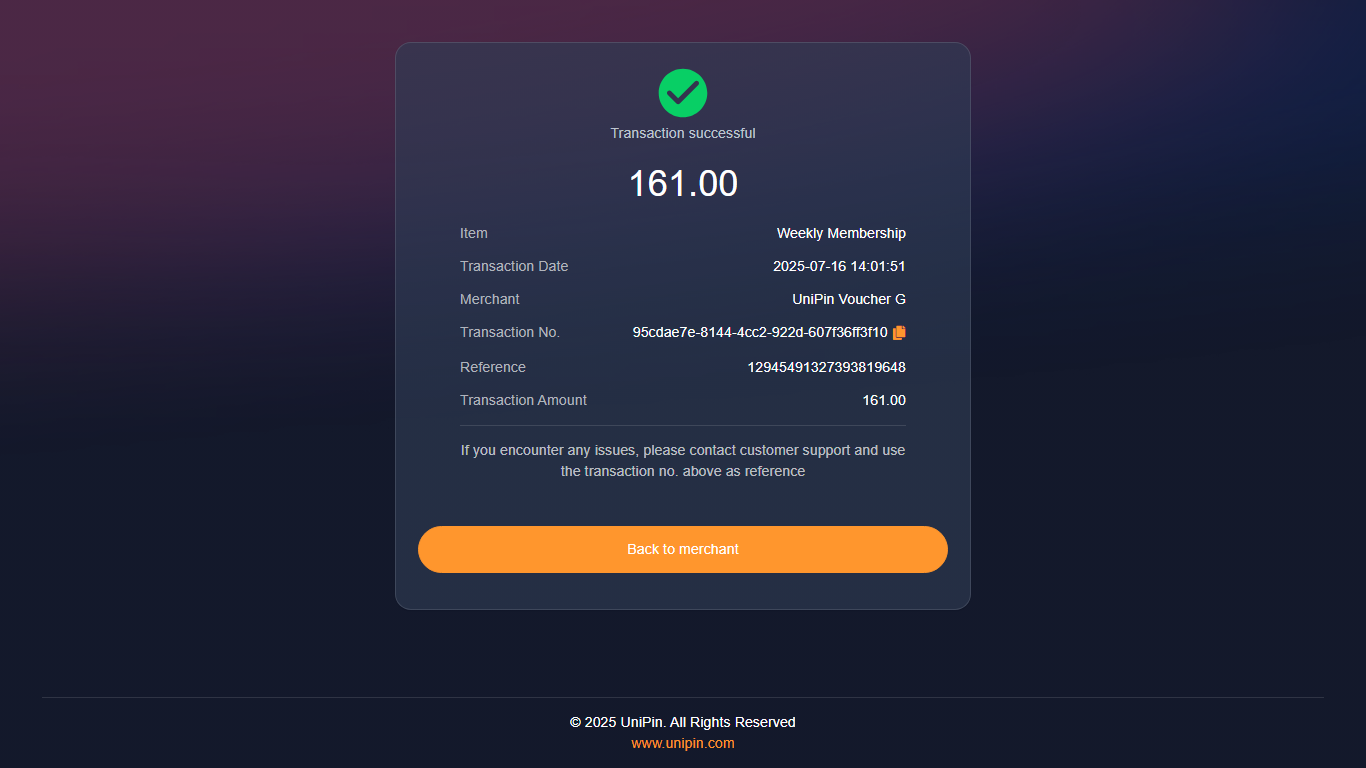 Transaction successful
161.00
Item Weekly Membership
Transaction Date 2025-07-16 14:01:51
Merchant UniPin Voucher G
Transaction No. 95cdae7e-8144-4cc2-922d-607f36ff3f10
Reference 12945491327393819648
Transaction Amount 161.00
If you encounter any issues, please contact customer support and use
the transaction no. above as reference
Back to merchant
© 2025 UniPin. All Rights Reserved
www.unipin.com